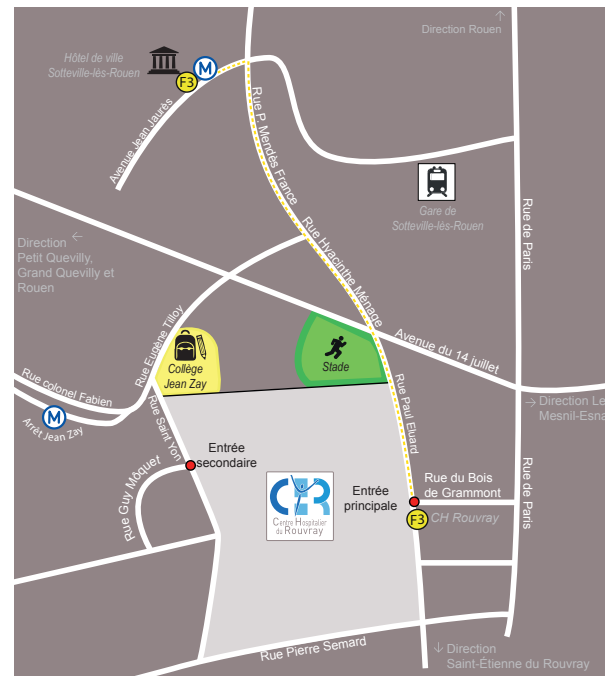 Direction Rouen
Hôtel de ville
Sotteville-lès-Rouen
M
F3
Avenue Jean Jaurès
Rue P. Mendès France
Gare de
Sotteville-lès-Rouen
Rue de Paris
Direction
Petit Quevilly,
Grand Quevilly et
Rouen
Rue Hyacinthe Ménage
Rue Eugène Tilloy
Avenue du 14 juillet
Collège
Jean Zay
Stade
Rue colonel Fabien
M
Arrêt Jean Zay
Rue Saint Yon
Rue Paul Eluard
Direction Le
Mesnil-Esna
Entrée
secondaire
Rue Guy Môquet
CHR
Centre Hospitalier
du Rouvray
Entrée
principale
Rue du Bois
de Grammont
F3
CH Rouvray
Rue de Paris
Rue Pierre Semard
Direction
Saint-Étienne du Rouvray